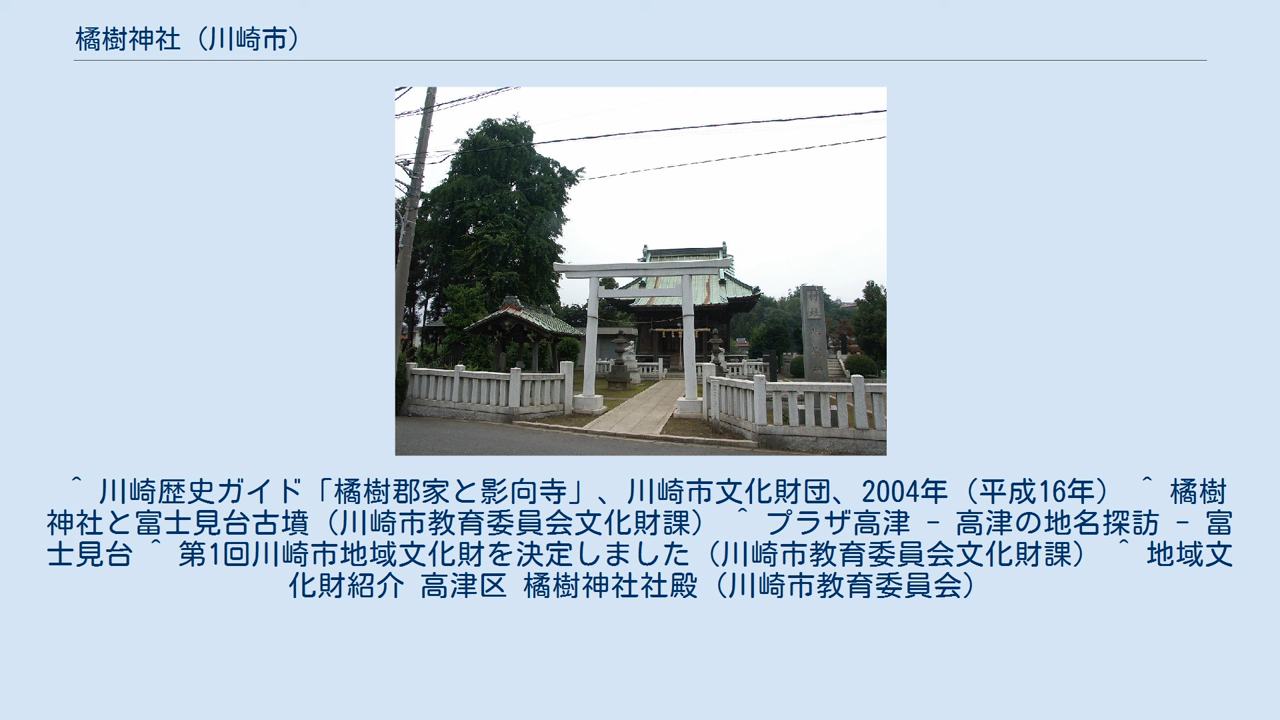 橘樹神社（川崎市）
＾ 川崎歴史ガイド「橘樹郡家と影向寺」、川崎市文化財団、2004年（平成16年） ＾ 橘樹
神社と富士見台古墳（川崎市教育委員会文化財課） ＾ プラザ高津 - 高津の地名探訪 - 富
士見台 ＾ 第1回川崎市地域文化財を決定しました（川崎市教育委員会文化財課） ＾ 地域文
化財紹介 高津区 橘樹神社社殿（川崎市教育委員会）